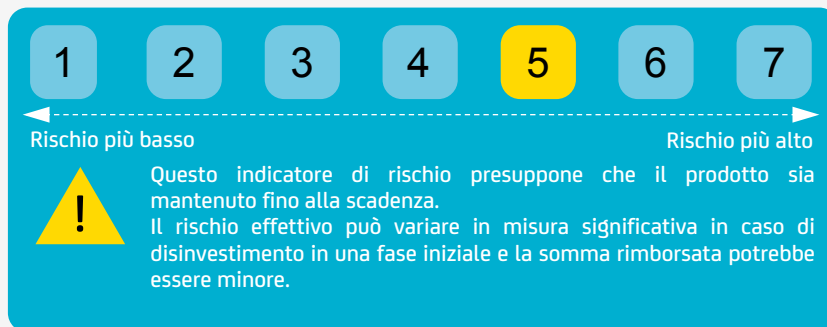 1 2 3 4 5 6 7
Rischio più basso Rischio più alto
Questo indicatore di rischio presuppone che il prodotto sia
mantenuto fino alla scadenza.
!
Il rischio effettivo può variare in misura significativa in caso di
disinvestimento in una fase iniziale e la somma rimborsata potrebbe
essere minore.